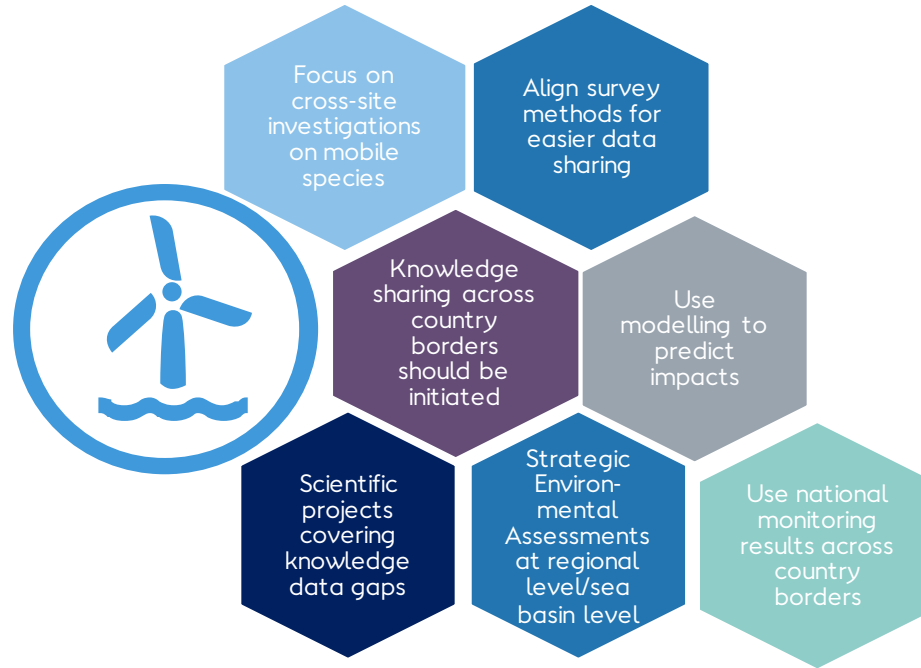 Focus on
cross-site
investigations
on mobile
species
Align survey
methods for
easier data
sharing
Knowledge
sharing across
country
borders
should be
initiated
Use
modelling to
predict
impacts
Scientific
projects
covering
knowledge
data gaps
Strategic
Environ-
mental
Assessments
at regional
level/sea
basin level
Use national
monitoring
results across
country
borders